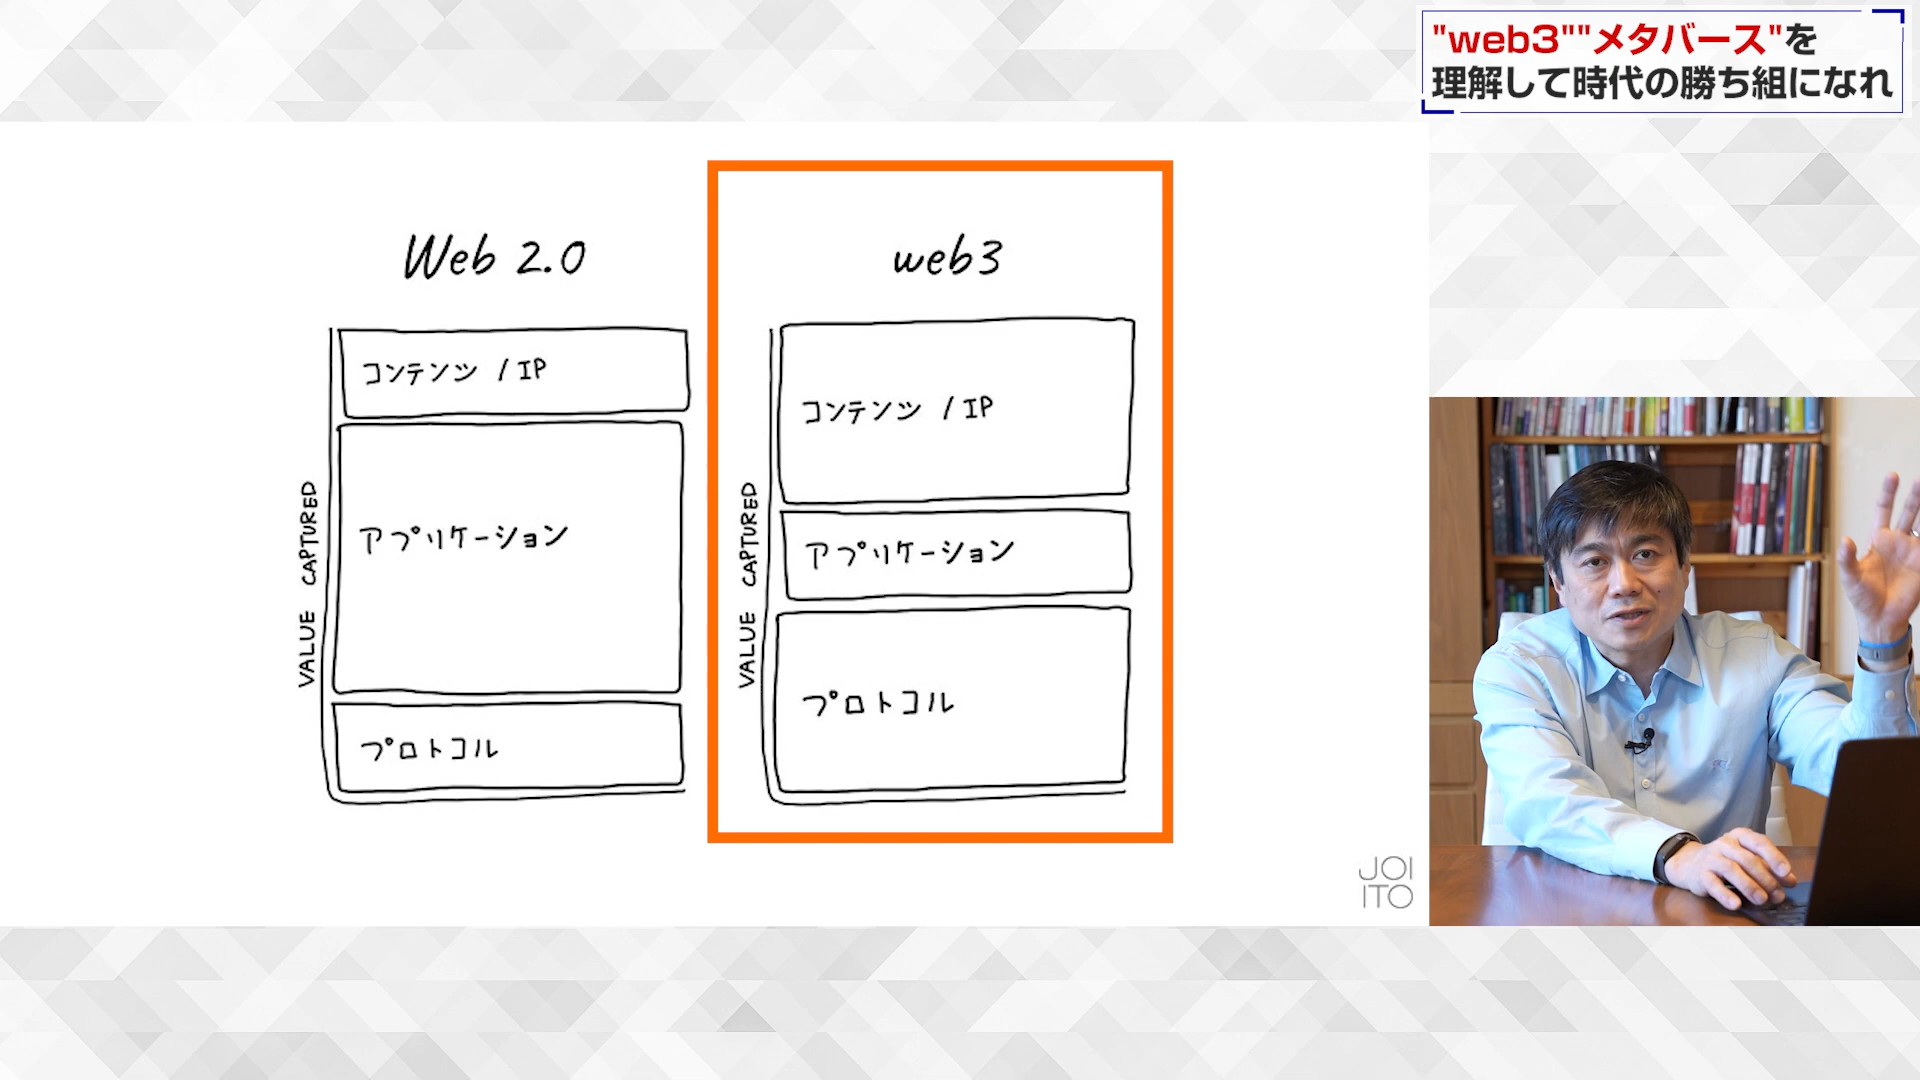 "web3""メタバース"を
理解して時代の勝ち組になれ
Web 2.0
コンテンツ / IP
アプリケーション
プロトコル
VALUE CAPTURED
web3
コンテンツ / IP
アプリケーション
プロトコル
VALUE CAPTURED
JOI
ITO